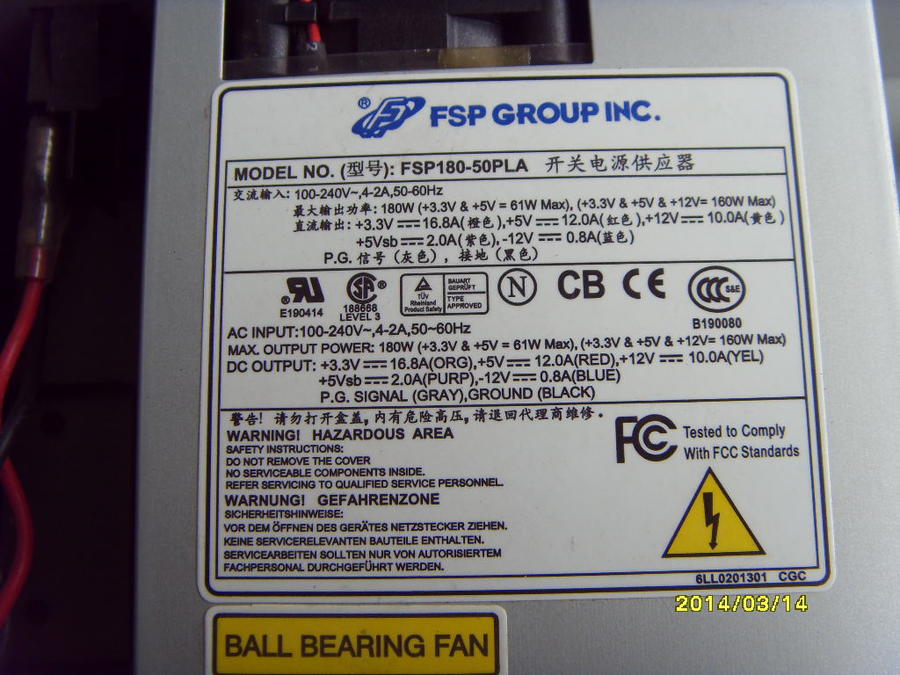 ® FSP GROUP INC.
MODEL NO. (型号): FSP180-50PLA 开关电源供应器
交流输入: 100-240V~,4-2A,50-60Hz
最大输出功率: 180W (+3.3V & +5V = 61W Max), (+3.3V & +5V & +12V= 160W Max)
直流输出: +3.3V ⎓ 16.8A(橙色),+5V ⎓ 12.0A(红色),+12V ⎓ 10.0A(黄色)
+5Vsb ⎓ 2.0A(紫色),-12V ⎓ 0.8A(蓝色)
P.G. 信号(灰色), 接地(黑色)
c RU ®
E190414
SA ®
188668
LEVEL 3
TÜV
Rheinland
Product Safety
BAUART
GEPRÜFT
TYPE
APPROVED
N
CB CE
CCC S&E
B190080
AC INPUT:100-240V~,4-2A,50~60Hz
MAX. OUTPUT POWER: 180W (+3.3V & +5V = 61W Max), (+3.3V & +5V & +12V= 160W Max)
DC OUTPUT: +3.3V ⎓ 16.8A(ORG),+5V ⎓ 12.0A(RED),+12V ⎓ 10.0A(YEL)
+5Vsb ⎓ 2.0A(PURP),-12V ⎓ 0.8A(BLUE)
P.G. SIGNAL (GRAY),GROUND (BLACK)
警告! 请勿打开盒盖,内有危险高压,请退回代理商维修.
WARNING! HAZARDOUS AREA
SAFETY INSTRUCTIONS:
DO NOT REMOVE THE COVER
NO SERVICEABLE COMPONENTS INSIDE.
REFER SERVICING TO QUALIFIED SERVICE PERSONNEL.
WARNUNG! GEFAHRENZONE
SICHERHEITSHINWEISE:
VOR DEM ÖFFNEN DES GERÄTES NETZSTECKER ZIEHEN.
KEINE SERVICERELEVANTEN BAUTEILE ENTHALTEN.
SERVICEARBEITEN SOLLTEN NUR VON AUTORISIERTEM
FACHPERSONAL DURCHGEFÜHRT WERDEN.
FC Tested to Comply
With FCC Standards
6LL0201301 CGC
2014/03/14
BALL BEARING FAN